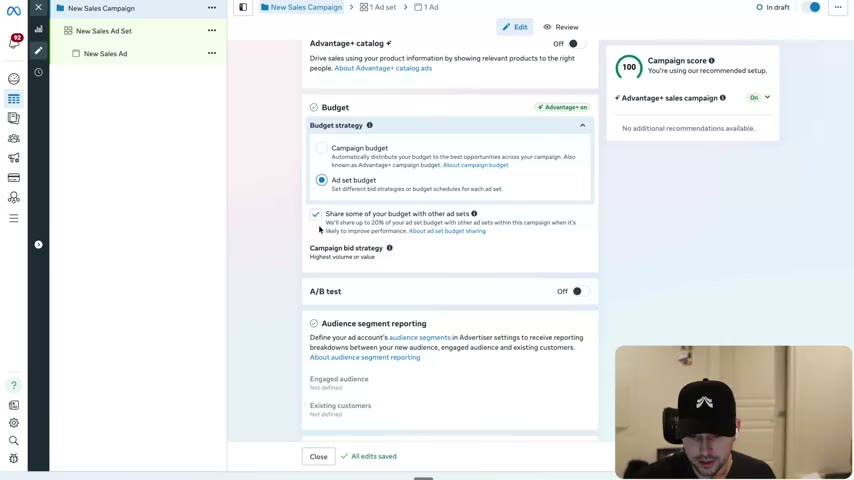 New Sales Campaign
New Sales Campaign > 1 Ad set > 1 Ad
In draft
Edit
Review
92
New Sales Ad Set
New Sales Ad
Advantage+ catalog
Off
Drive sales using your product information by showing relevant products to the right
people. About Advantage+ catalog ads
100
Campaign score
You're using our recommended setup.
Advantage+ sales campaign
On
No additional recommendations available.
Budget
Advantage+ on
Budget strategy
Campaign budget
Automatically distribute your budget to the best opportunities across your campaign. Also
known as Advantage+ campaign budget. About campaign budget
Ad set budget
Set different bid strategies or budget schedules for each ad set.
Share some of your budget with other ad sets
We'll share up to 20% of your ad set budget with other ad sets within this campaign when it's
likely to improve performance. About ad set budget sharing
Campaign bid strategy
Highest volume or value
A/B test
Off
Audience segment reporting
Define your ad account's audience segments in Advertiser settings to receive reporting
breakdowns between your new audience, engaged audience and existing customers.
About audience segment reporting
Engaged audience
Not defined
Existing customers
Not defined
Close
All edits saved